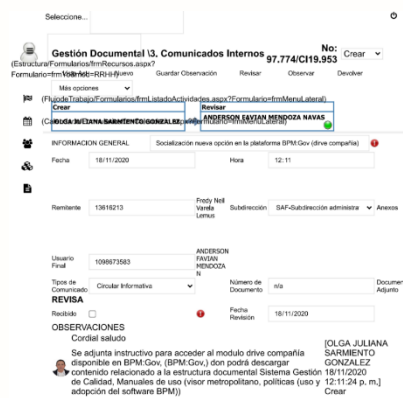 Seleccione...
Gestión Documental \3. Comunicados Internos
No:
97.774/CI19.953
Crear
(Estructura/Formularios/frmRecursos.aspx?
Formulario=frm
=RRHH)
Nuevo
Guardar Observación
Revisar
Observar
Devolver
Más opciones
(FlujodeTrabajo/Formularios/frmListadoActividades.aspx?Formulario=frmMenuLateral)
Crear
Revisar
OLGA JULIANA SARMIENTO GONZALEZ
ANDERSON FAVIAN MENDOZA NAVAS
INFORMACION GENERAL
Socialización nueva opción en la plataforma BPM:Gov (drive compañia)
Fecha
18/11/2020
Hora
12:11
Remitente
13616213
Fredy Neil Varela Lemus
Subdirección
SAF-Subdirección administra
Anexos
Usuario Final
1098673583
ANDERSON FAVIAN MENDOZA N
Tipos de Comunicado
Circular Informativa
Número de Documento
n/a
Documen
Adjunto
REVISA
Recibido
Fecha Revisión
18/11/2020
OBSERVACIONES
Cordial saludo
Se adjunta instructivo para acceder al modulo drive compañía
disponible en BPM:Gov, (BPM:Gov,) don podrá descargar
contenido relacionado a la estructura documental Sistema Gestión
de Calidad, Manuales de uso (visor metropolitano, políticas (uso y
adopción del software BPM))
[OLGA JULIANA
SARMIENTO
GONZALEZ
18/11/2020
12:11:24 p. m.]
Crear